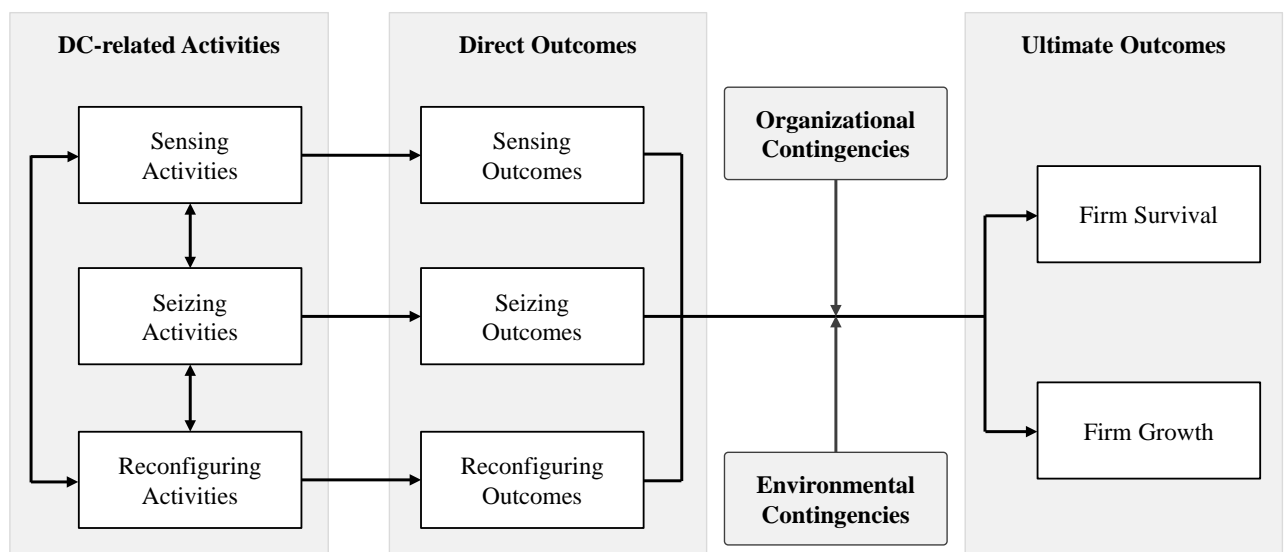 DC-related Activities
Sensing
Activities
Seizing
Activities
Reconfiguring
Activities
Direct Outcomes
Sensing
Outcomes
Seizing
Outcomes
Reconfiguring
Outcomes
Organizational
Contingencies
Environmental
Contingencies
Ultimate Outcomes
Firm Survival
Firm Growth